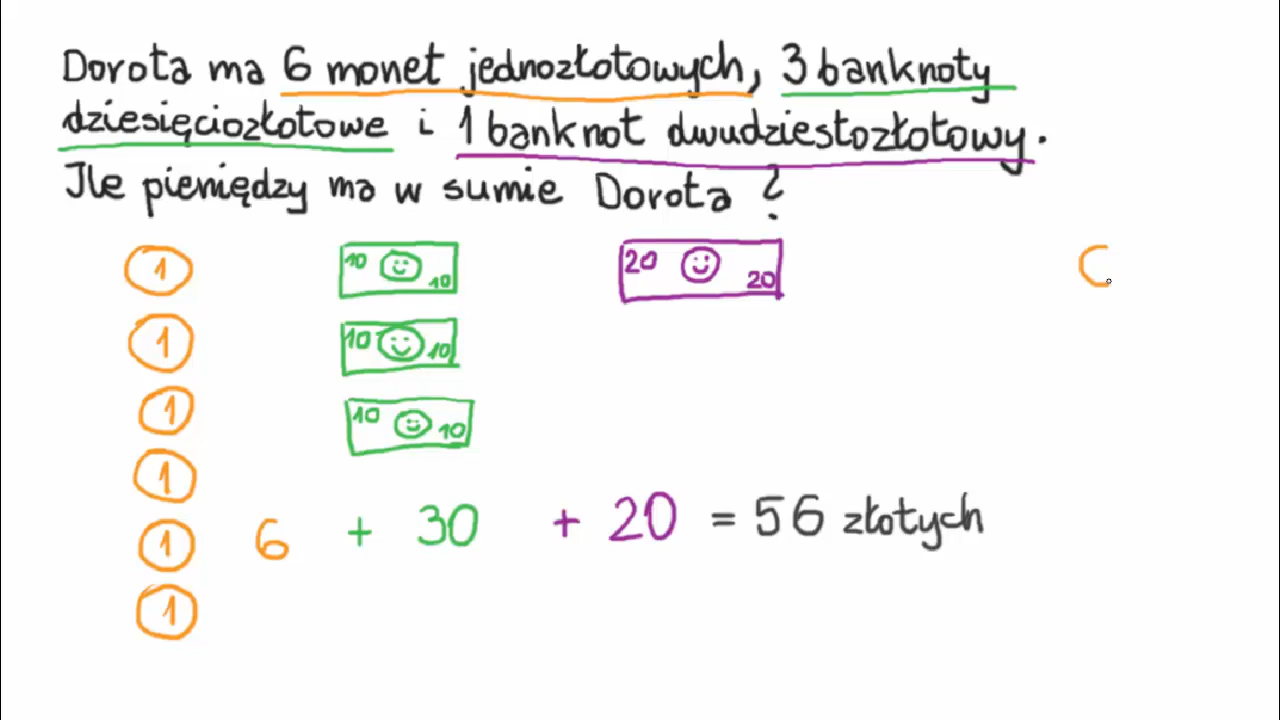 Dorota ma 6 monet jednozłotowych, 3 banknoty
dziesięciozłotowe i 1 banknot dwudziestozłotowy.
Ile pieniędzy ma w sumie Dorota?
1 10 10 20 20
1 10 10
1 10 10
1
1 6 + 30 + 20 = 56 złotych
1